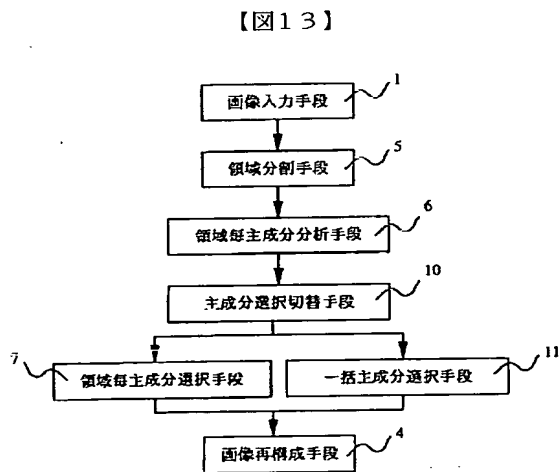 【図１３】
1
画像入力手段
5
領域分割手段
6
領域毎主成分分析手段
10
主成分選択切替手段
7
領域毎主成分選択手段
11
一括主成分選択手段
4
画像再構成手段